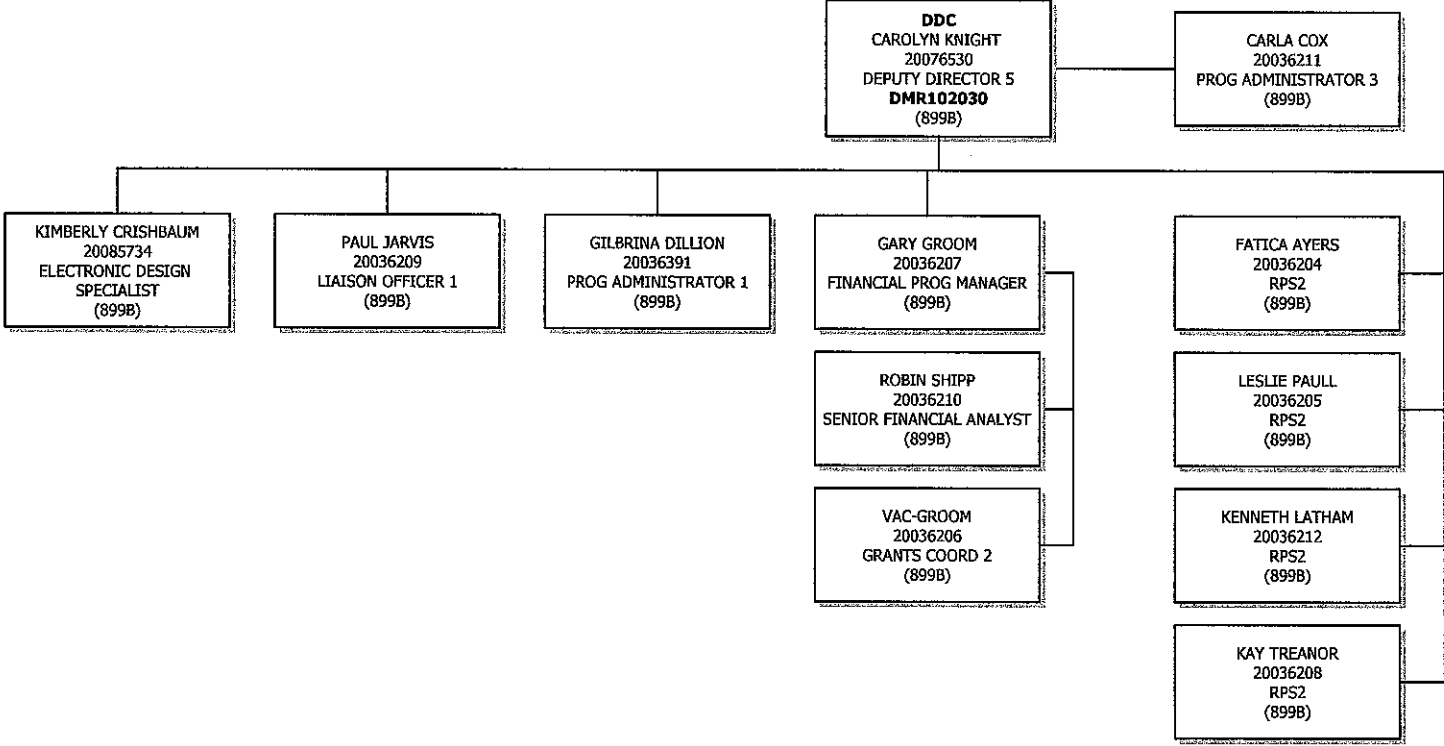 DDC
CAROLYN KNIGHT
20076530
DEPUTY DIRECTOR 5
DMR102030
(899B)
CARLA COX
20036211
PROG ADMINISTRATOR 3
(899B)
KIMBERLY CRISHBAUM
20085734
ELECTRONIC DESIGN
SPECIALIST
(899B)
PAUL JARVIS
20036209
LIAISON OFFICER 1
(899B)
GILBRINA DILLION
20036391
PROG ADMINISTRATOR 1
(899B)
GARY GROOM
20036207
FINANCIAL PROG MANAGER
(899B)
ROBIN SHIPP
20036210
SENIOR FINANCIAL ANALYST
(899B)
VAC-GROOM
20036206
GRANTS COORD 2
(899B)
FATICA AYERS
20036204
RPS2
(899B)
LESLIE PAULL
20036205
RPS2
(899B)
KENNETH LATHAM
20036212
RPS2
(899B)
KAY TREANOR
20036208
RPS2
(899B)